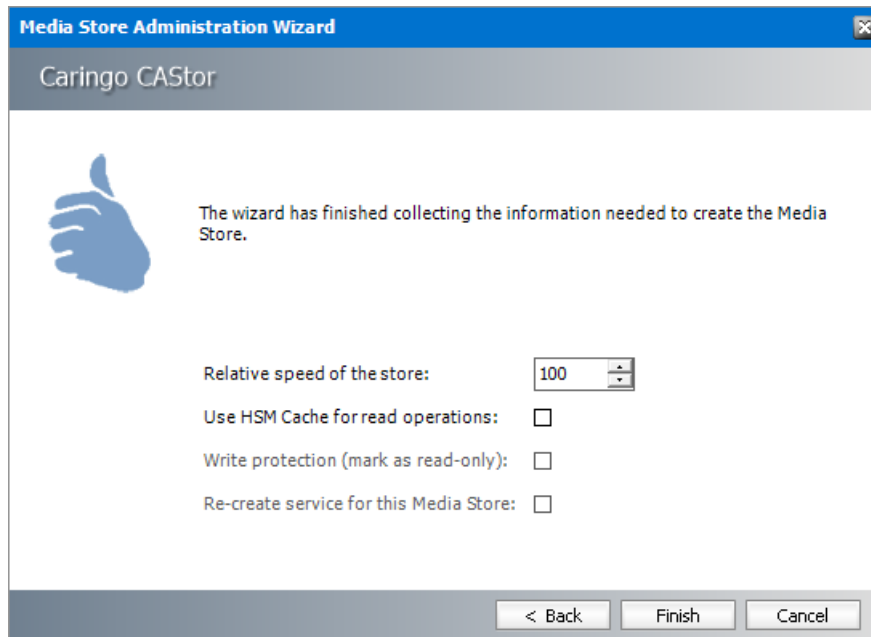 Media Store Administration Wizard
Caringo CAStor
The wizard has finished collecting the information needed to create the Media
Store.
Relative speed of the store: 100
Use HSM Cache for read operations:
Write protection (mark as read-only):
Re-create service for this Media Store:
< Back Finish Cancel